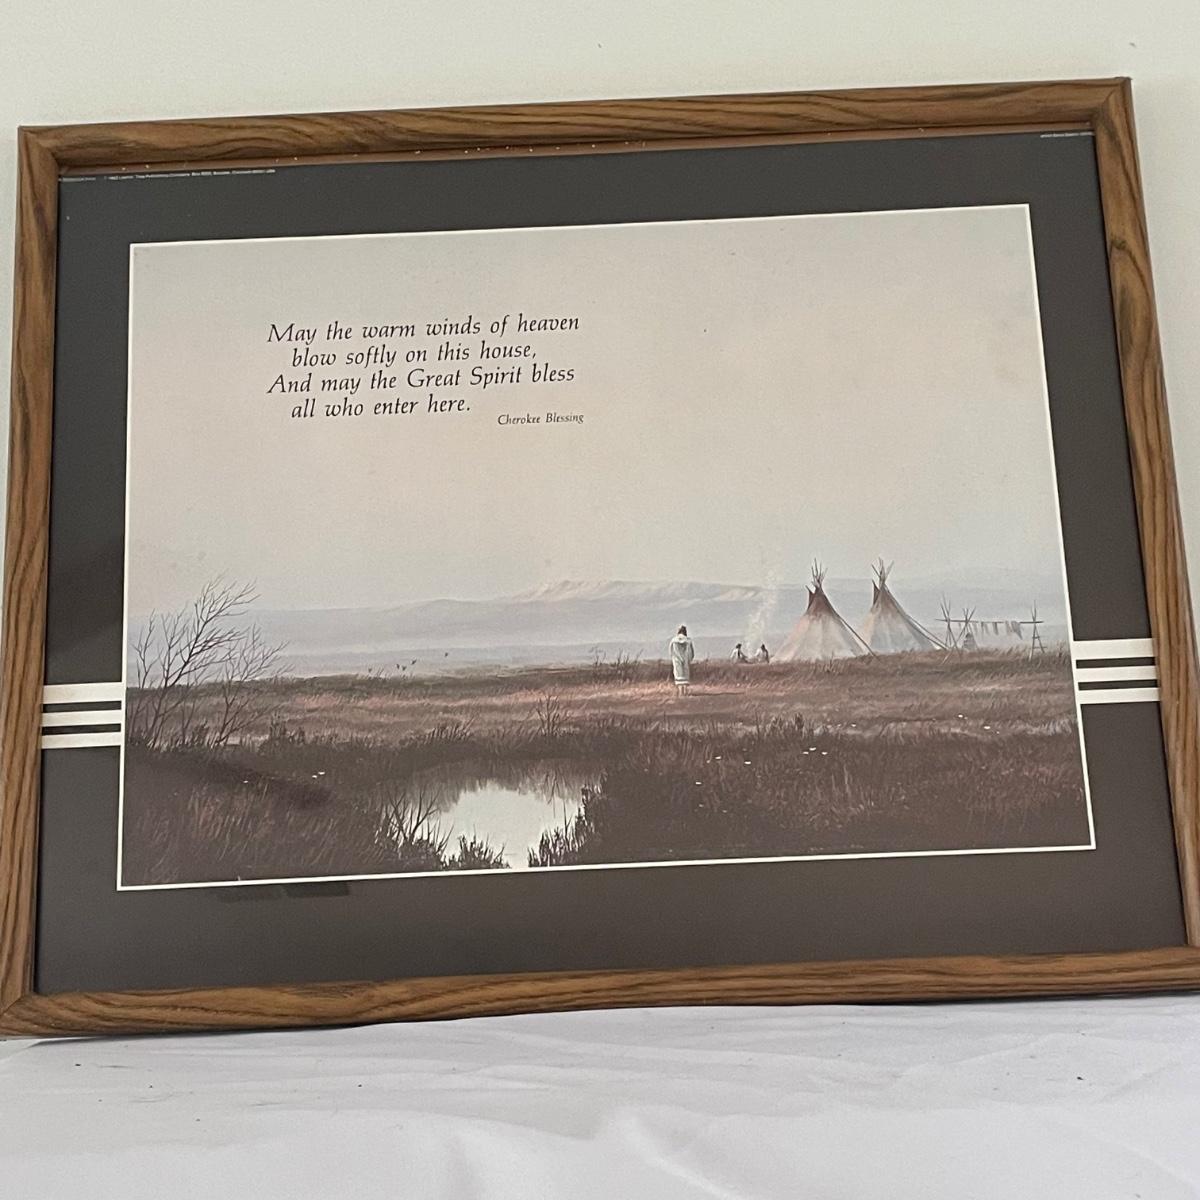 May the warm winds of heaven
blow softly on this house,
And may the Great Spirit bless
all who enter here.
Cherokee Blessing